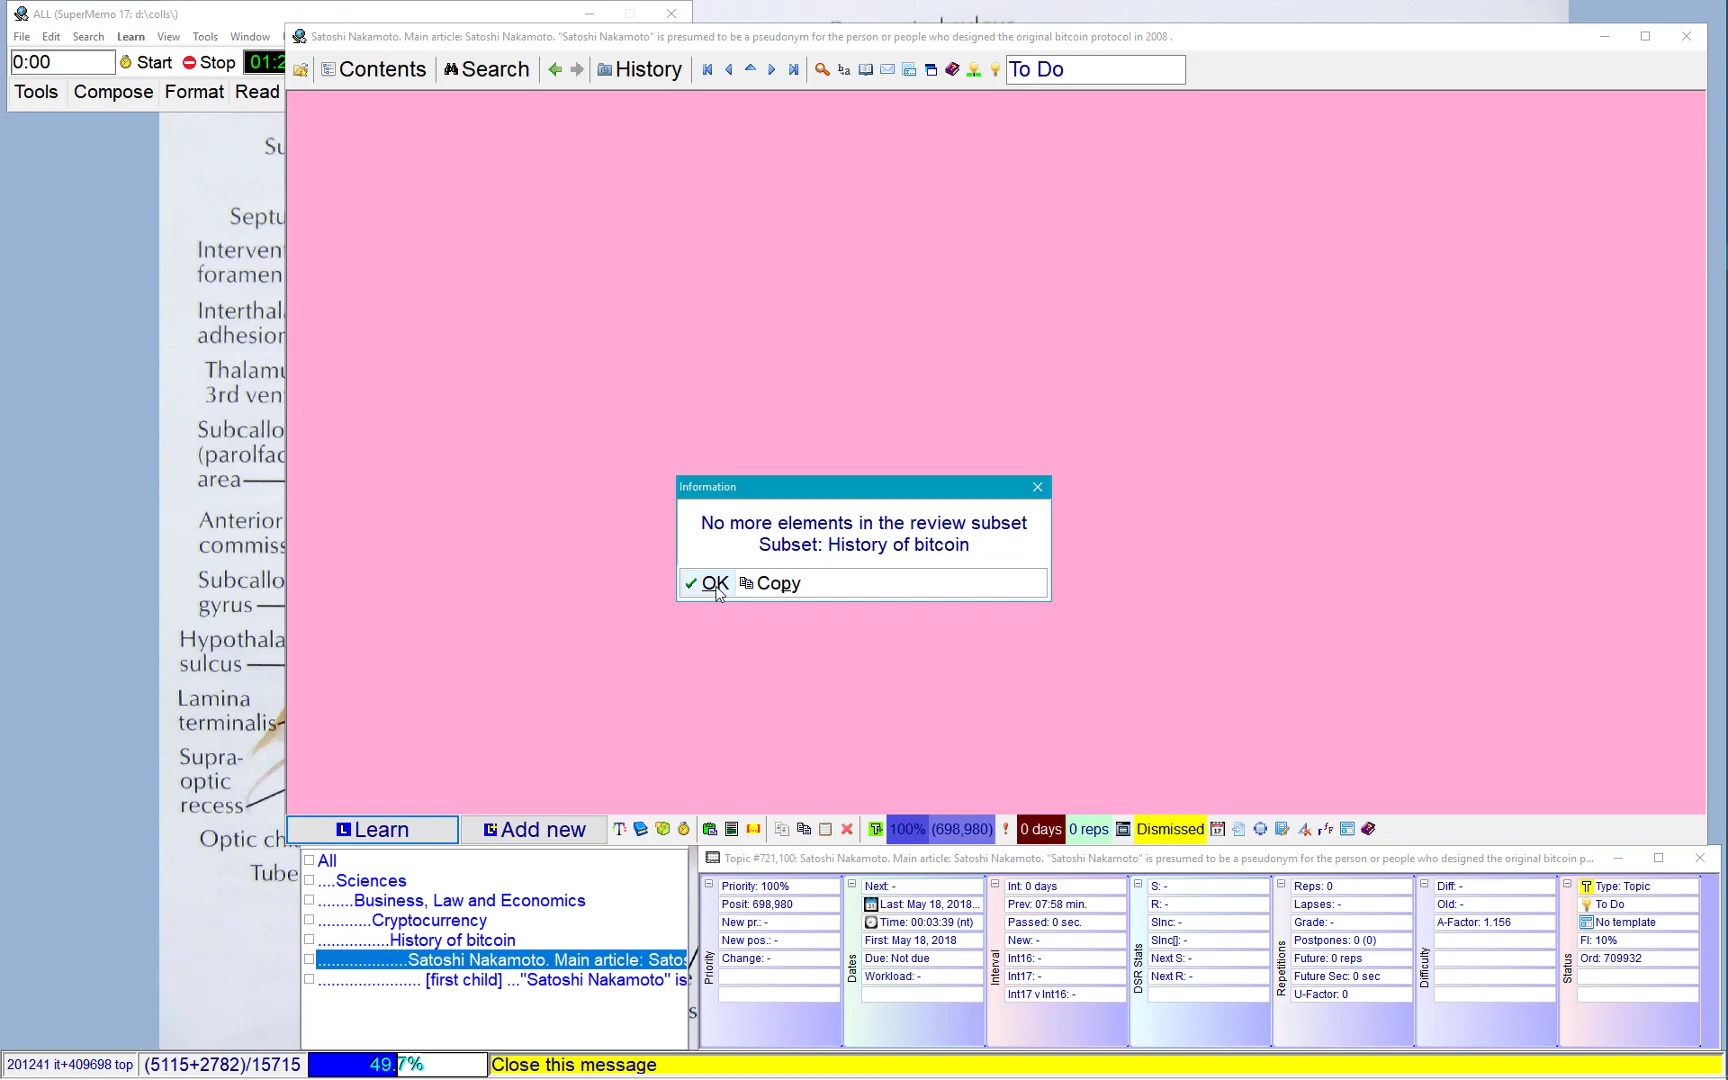 ALL (SuperMemo 17: d:\colls\)
File Edit Search Learn View Tools Window
0:00 Start Stop
Tools Compose Format Read
Satoshi Nakamoto. Main article: Satoshi Nakamoto. "Satoshi Nakamoto" is presumed to be a pseudonym for the person or people who designed the original bitcoin protocol in 2008 .
Contents Search History To Do
Septu
Interven
foramen
Interthal
adhesion
Thalamu
3rd ven
Subcallo
(parolfac
area
Anterior
commiss
Subcallo
gyrus
Hypothala
sulcus
Lamina
terminalis
Supra-
optic
recess
Optic ch
Tube
Information
No more elements in the review subset
Subset: History of bitcoin
OK Copy
Learn Add new 100% (698,980) 0 days 0 reps Dismissed
All
....Sciences
........Business, Law and Economics
............Cryptocurrency
................History of bitcoin
....................Satoshi Nakamoto. Main article: Satos
........................ [first child] ..."Satoshi Nakamoto" is
Topic #721,100: Satoshi Nakamoto. Main article: Satoshi Nakamoto. "Satoshi Nakamoto" is presumed to be a pseudonym for the person or people who designed the original bitcoin p...
Priority
Priority: 100%
Posit: 698,980
New pr.: -
New pos.: -
Change: -
Dates
Next: -
Last: May 18, 2018...
Time: 00:03:39 (nt)
First: May 18, 2018
Due: Not due
Workload: -
Interval
Int: 0 days
Prev: 07:58 min.
Passed: 0 sec.
New: -
Int16: -
Int17: -
Int17 v Int16: -
DSR Stats
S: -
R: -
SInc: -
SInc[]: -
Next S: -
Next R: -
Repetitions
Reps: 0
Lapses: -
Grade: -
Postpones: 0 (0)
Future: 0 reps
Future Sec: 0 sec
U-Factor: 0
Difficulty
Diff: -
Old: -
A-Factor: 1.156
Status
Type: Topic
To Do
No template
FI: 10%
Ord: 709932
201241 it+409698 top (5115+2782)/15715 49.7% Close this message